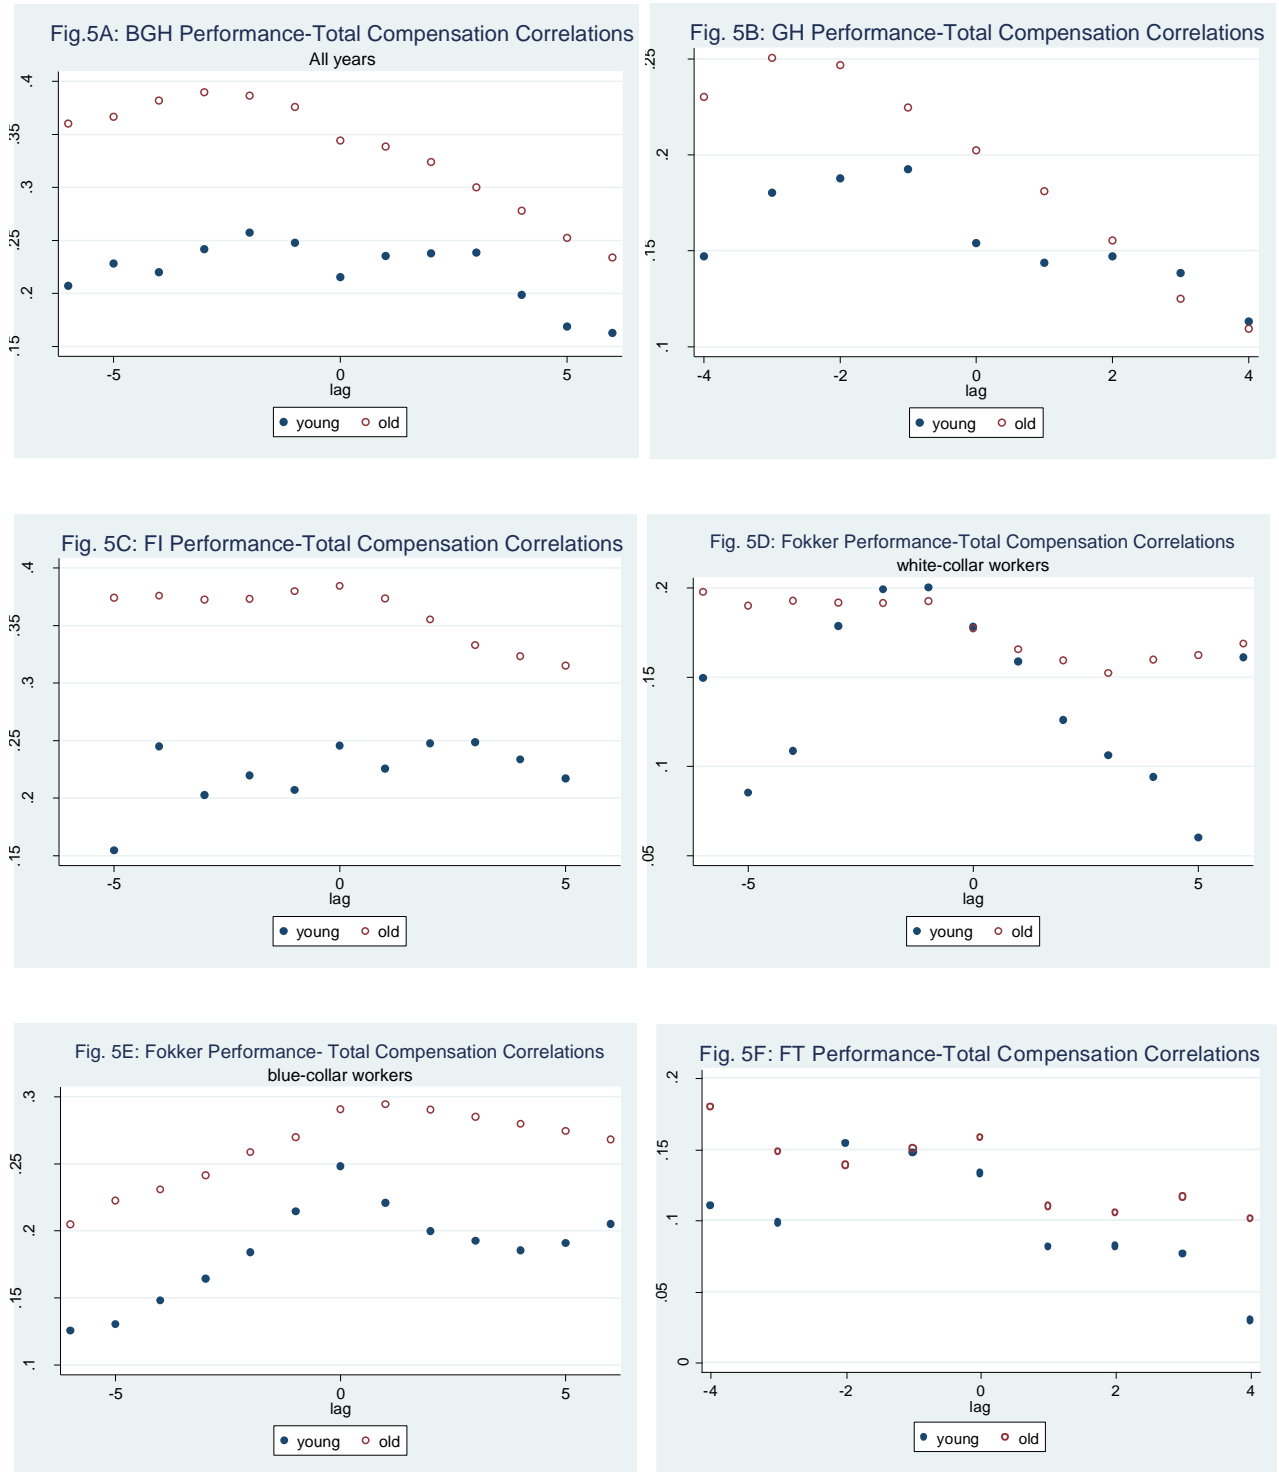 Fig.5A: BGH Performance-Total Compensation Correlations
All years
.4
.35
.3
.25
.2
.15
-5
0
5
lag
young
old
Fig. 5B: GH Performance-Total Compensation Correlations
.25
.2
.15
.1
-4
-2
0
2
4
lag
young
old
Fig. 5C: FI Performance-Total Compensation Correlations
.4
.35
.3
.25
.2
.15
-5
0
5
lag
young
old
Fig. 5D: Fokker Performance-Total Compensation Correlations
white-collar workers
.2
.15
.1
.05
-5
0
5
lag
young
old
Fig. 5E: Fokker Performance- Total Compensation Correlations
blue-collar workers
.3
.25
.2
.15
.1
-5
0
5
lag
young
old
Fig. 5F: FT Performance-Total Compensation Correlations
.2
.15
.1
.05
0
-4
-2
0
2
4
lag
young
old